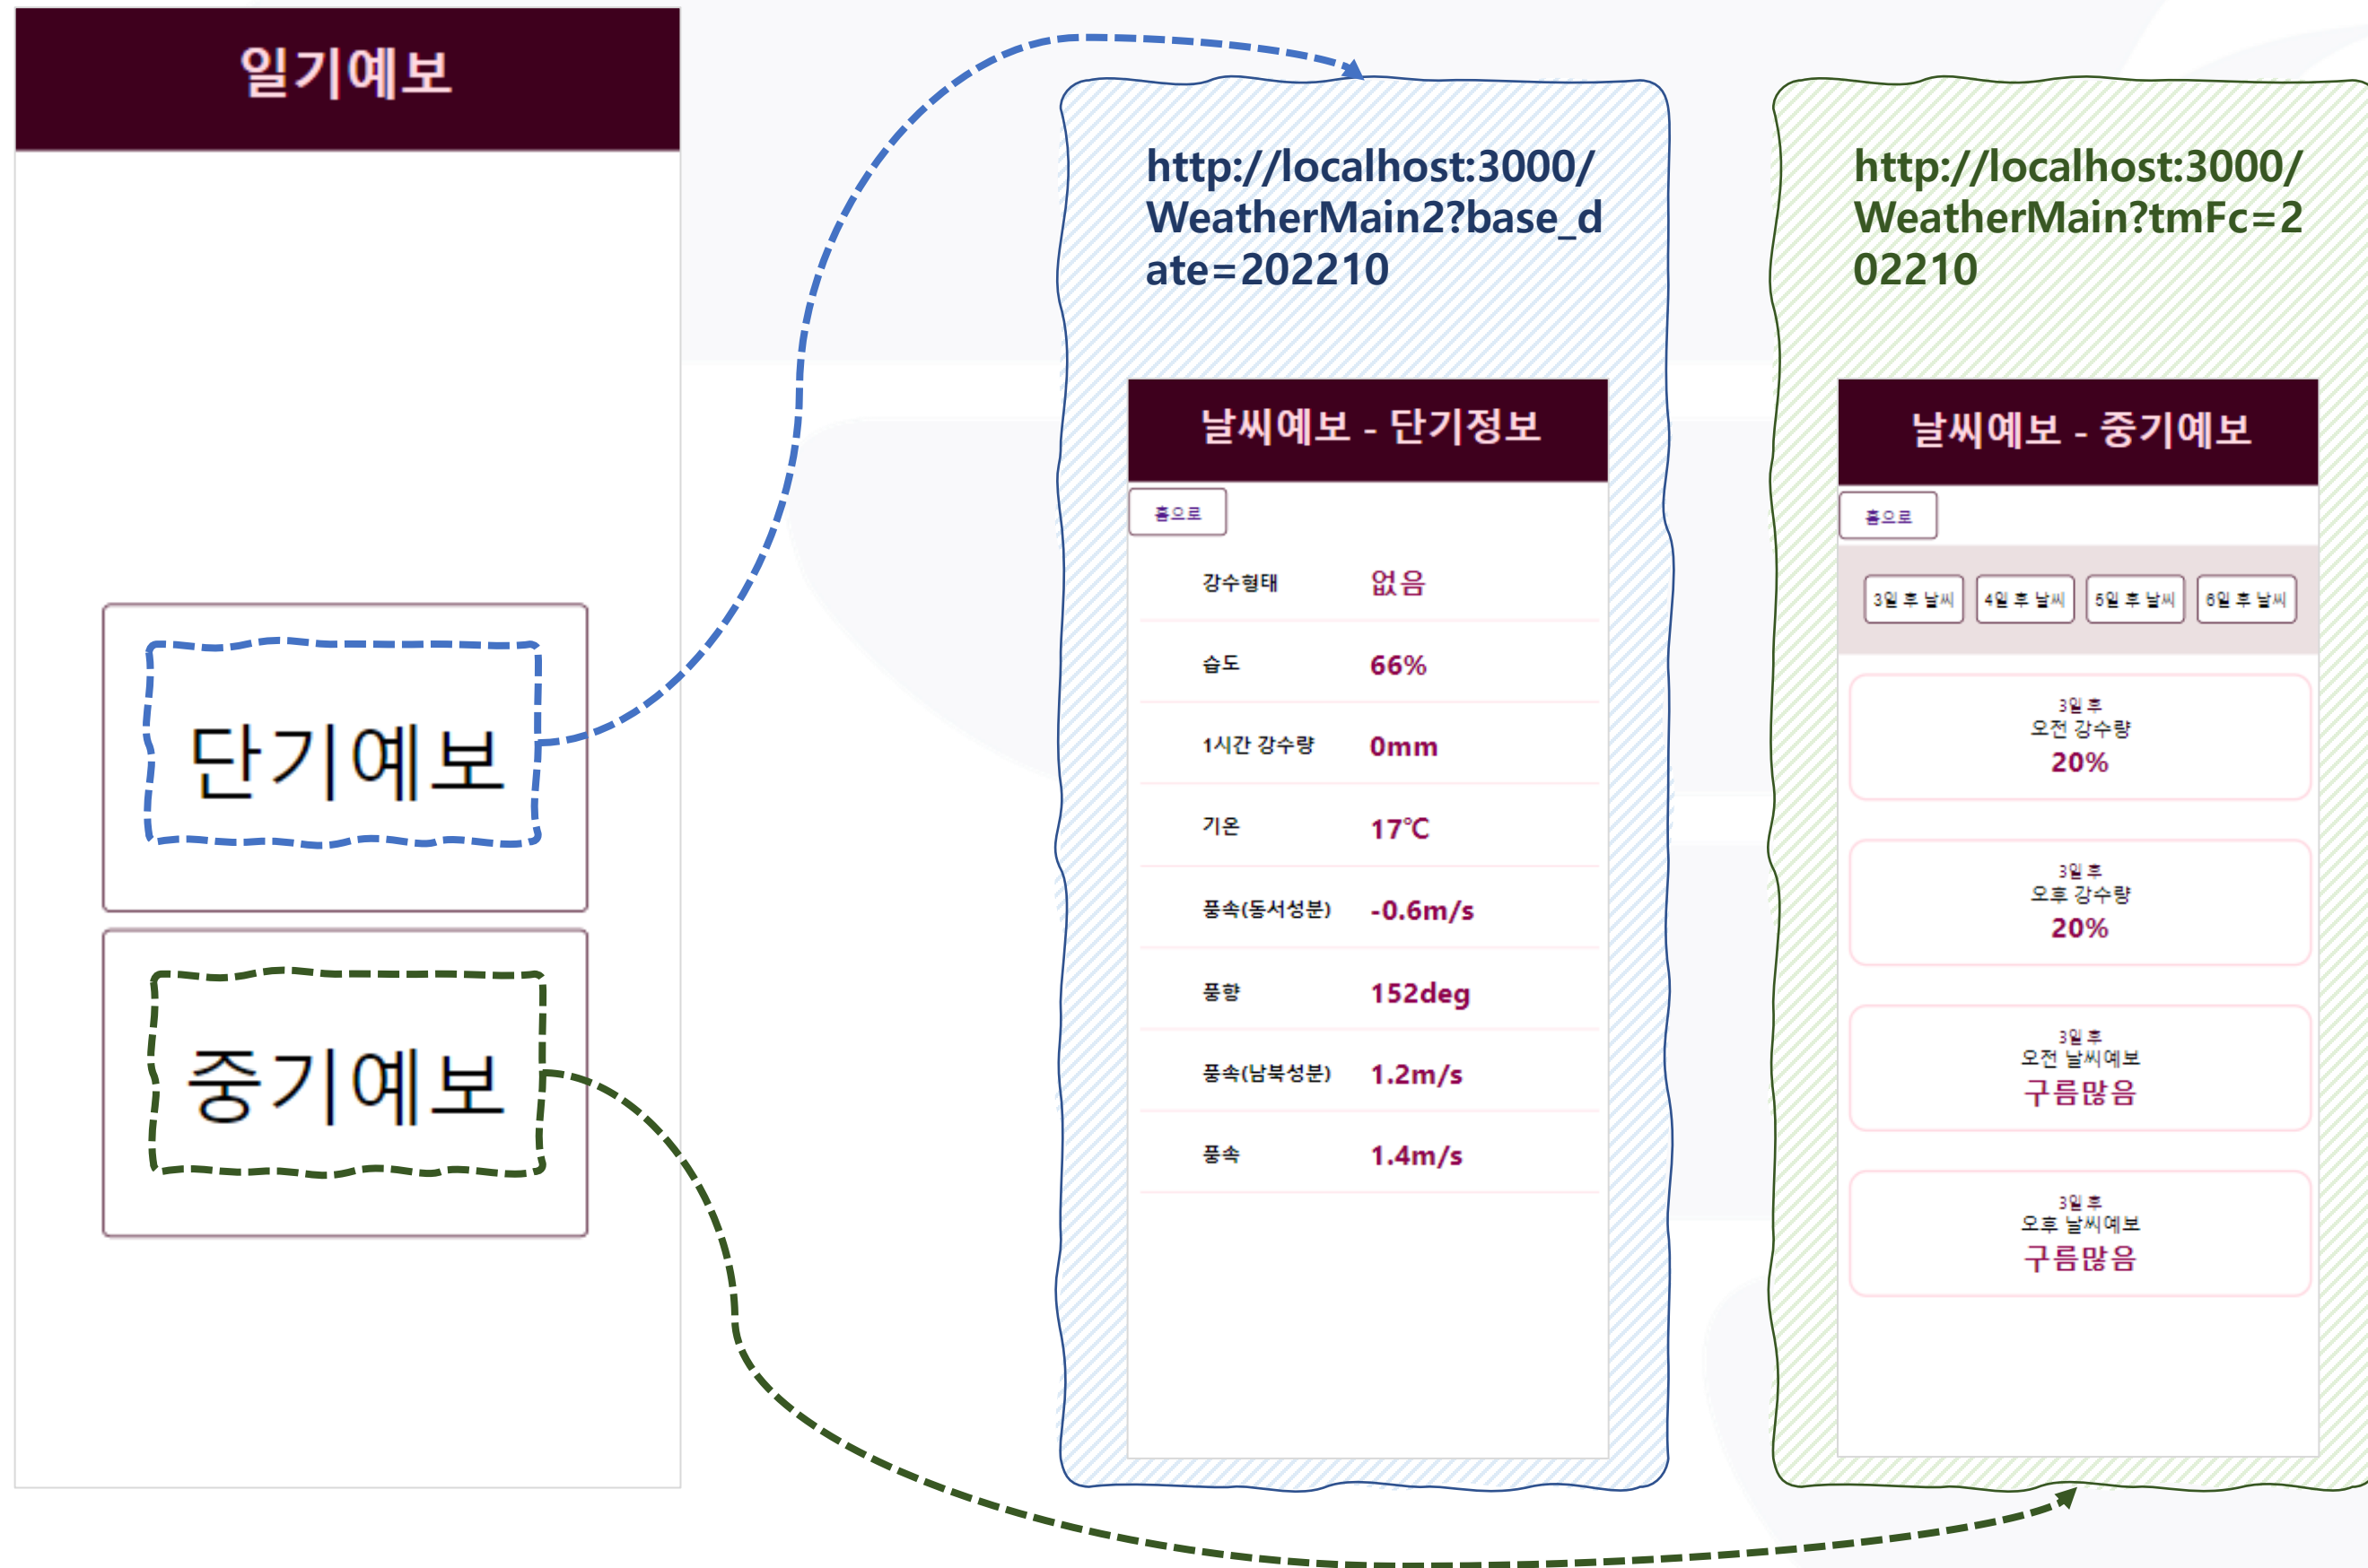 일기예보
단기예보
중기예보
http://localhost:3000/
WeatherMain2?base_d
ate=202210
날씨예보 - 단기정보
홈으로
강수형태 없음
습도 66%
1시간 강수량 0mm
기온 17℃
풍속(동서성분) -0.6m/s
풍향 152deg
풍속(남북성분) 1.2m/s
풍속 1.4m/s
http://localhost:3000/
WeatherMain?tmFc=2
02210
날씨예보 - 중기예보
홈으로
3일 후 날씨 4일 후 날씨 5일 후 날씨 6일 후 날씨
3일 후
오전 강수량
20%
3일 후
오후 강수량
20%
3일 후
오전 날씨예보
구름많음
3일 후
오후 날씨예보
구름많음